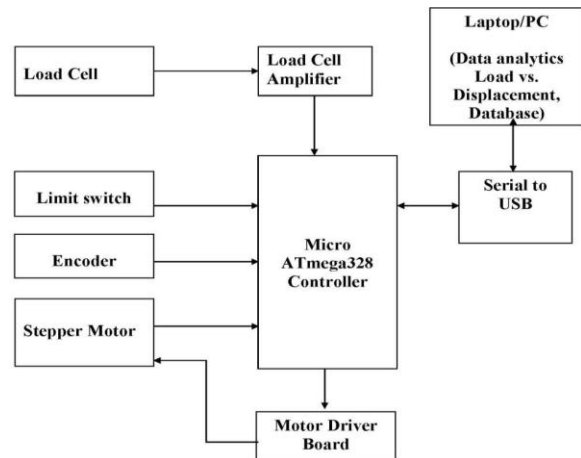 Load Cell
Load Cell
Amplifier
Laptop/PC
(Data analytics
Load vs.
Displacement,
Database)
Limit switch
Encoder
Stepper Motor
Micro
ATmega328
Controller
Serial to
USB
Motor Driver
Board